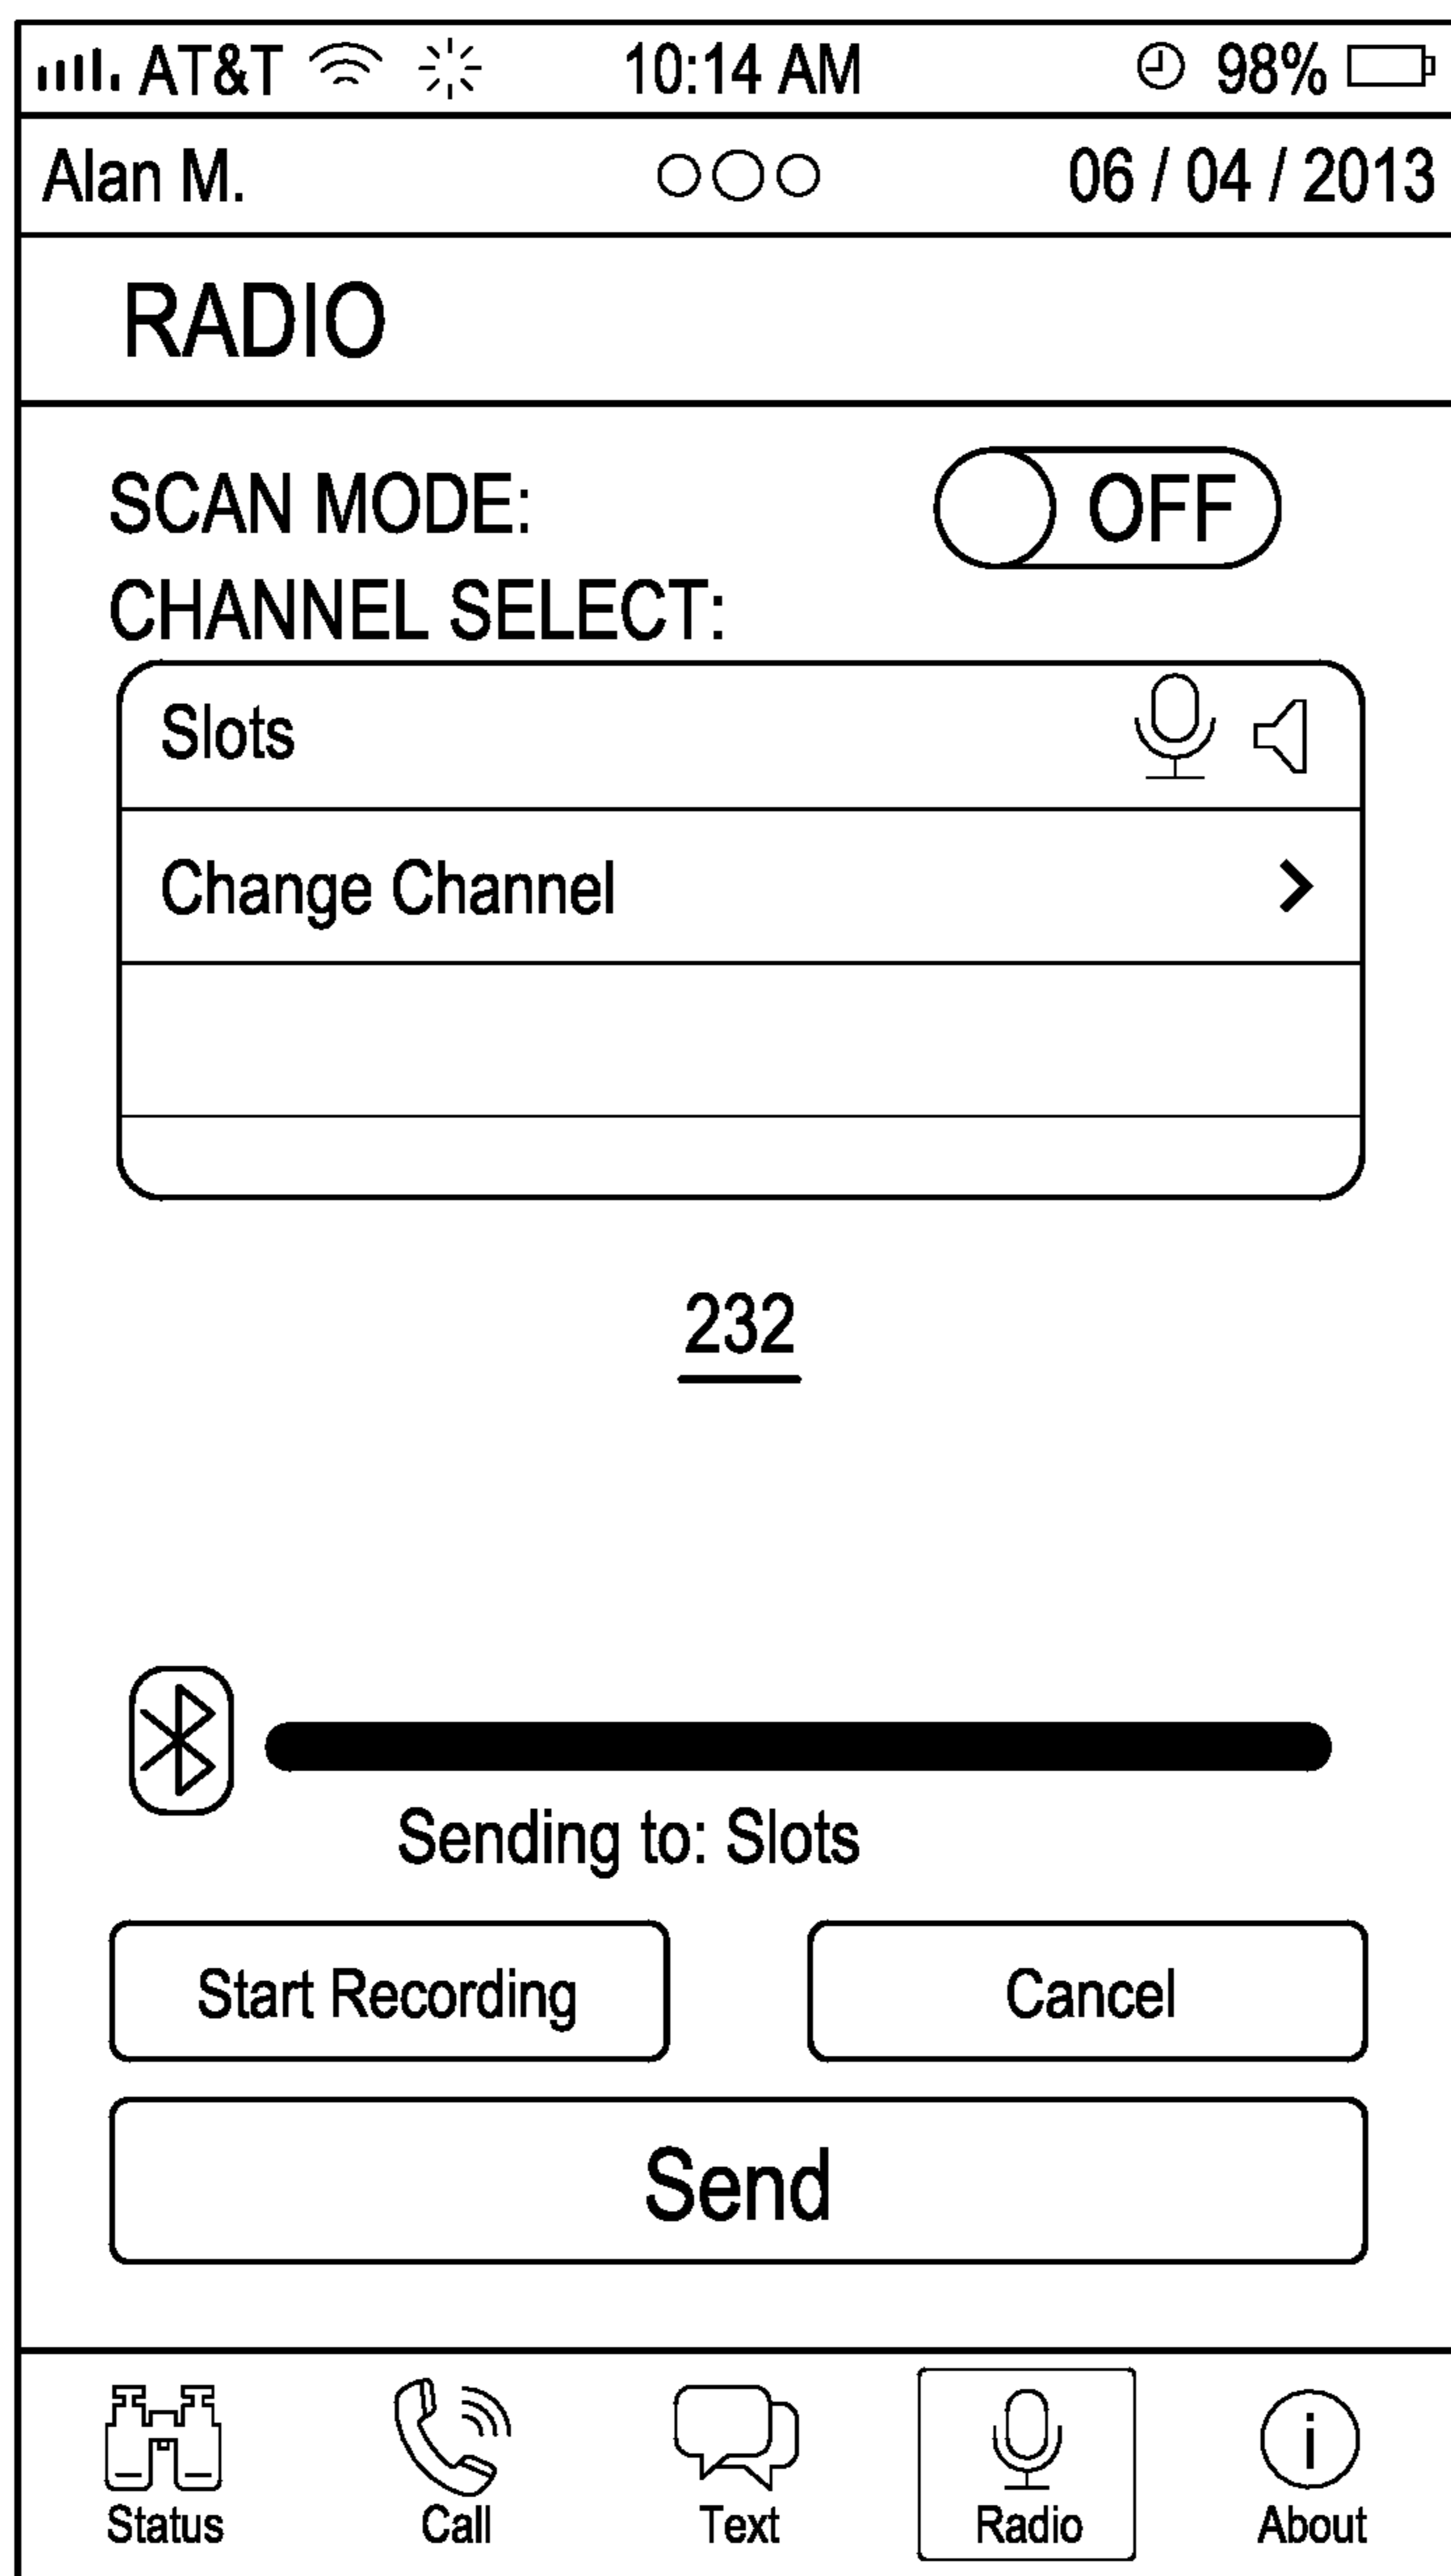 AT&T 10:14 AM 98%
Alan M. 06 / 04 / 2013
RADIO
SCAN MODE: OFF
CHANNEL SELECT:
Slots
Change Channel
232
Sending to: Slots
Start Recording Cancel
Send
Status Call Text Radio About